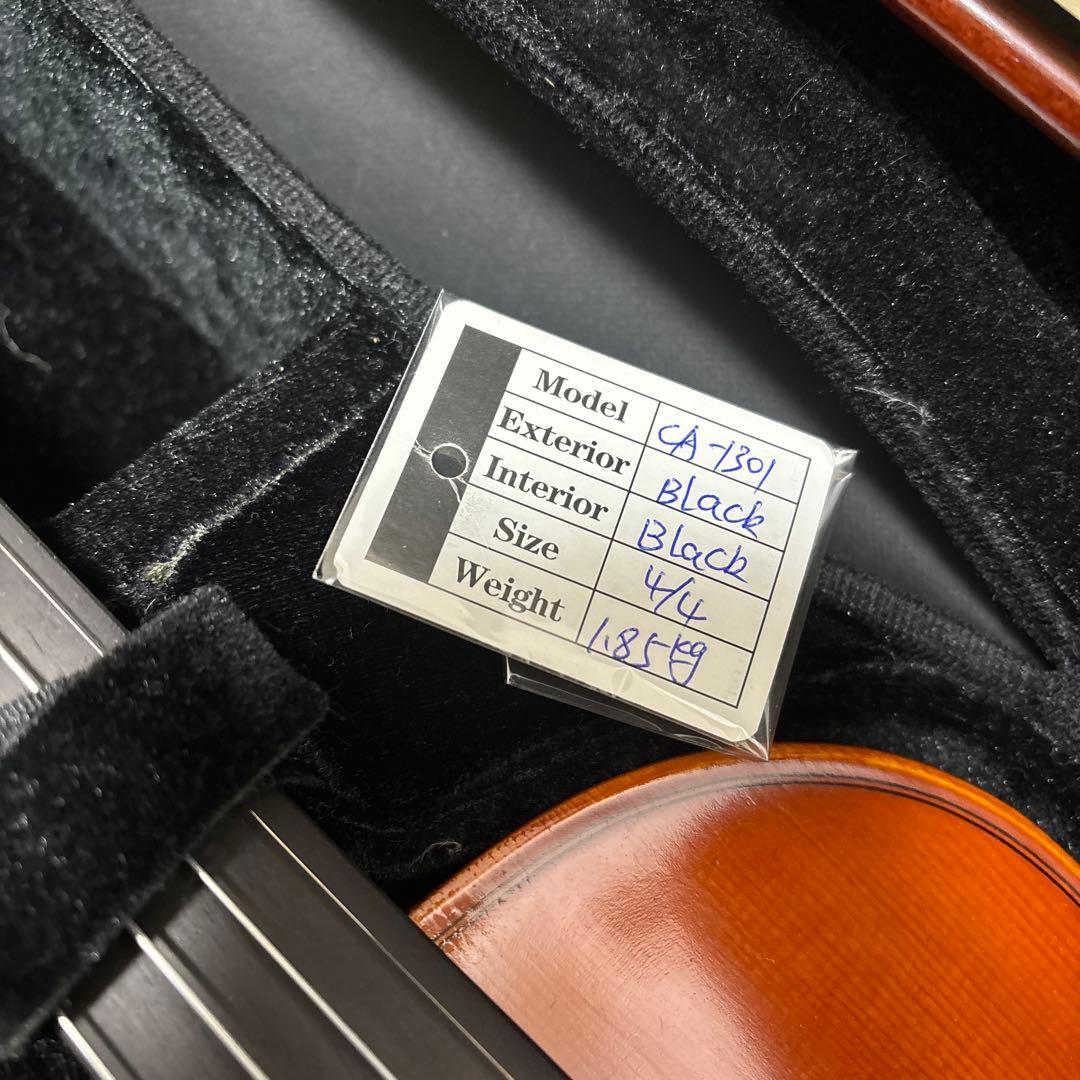 Model CA-1301
Exterior Black
Interior Black
Size 4/4
Weight 1.85kg